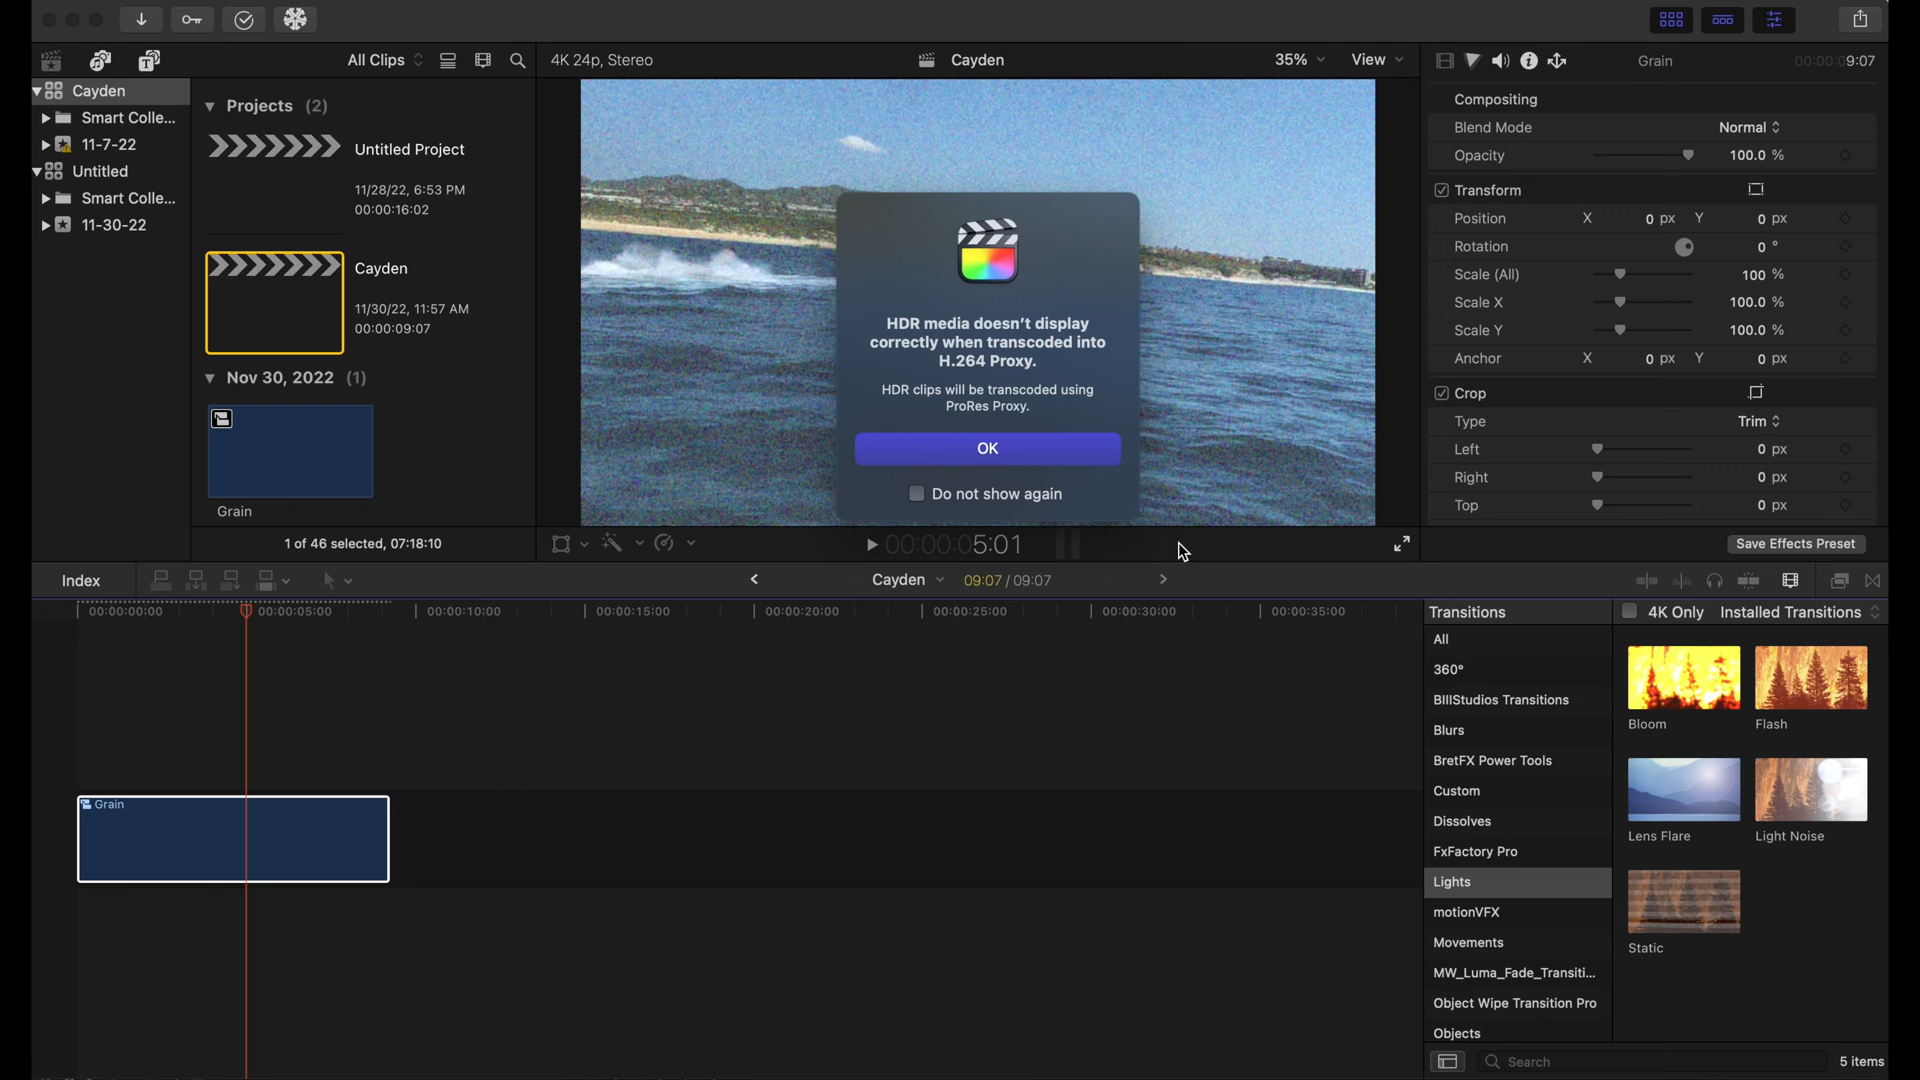 All Clips
4K 24p, Stereo
Cayden
35%
View
Grain
00:00:09:07
Cayden
Smart Colle...
11-7-22
Untitled
Smart Colle...
11-30-22
Projects (2)
Untitled Project
11/28/22, 6:53 PM
00:00:16:02
Cayden
11/30/22, 11:57 AM
00:00:09:07
Nov 30, 2022 (1)
Grain
1 of 46 selected, 07:18:10
HDR media doesn't display
correctly when transcoded into
H.264 Proxy.
HDR clips will be transcoded using
ProRes Proxy.
OK
Do not show again
00:00:05:01
Compositing
Blend Mode Normal
Opacity 100.0 %
Transform
Position X 0 px Y 0 px
Rotation 0 °
Scale (All) 100 %
Scale X 100.0 %
Scale Y 100.0 %
Anchor X 0 px Y 0 px
Crop
Type Trim
Left 0 px
Right 0 px
Top 0 px
Save Effects Preset
Index
Cayden
09:07 / 09:07
00:00:00:00 00:00:05:00 00:00:10:00 00:00:15:00 00:00:20:00 00:00:25:00 00:00:30:00 00:00:35:00
Grain
Transitions
4K Only
Installed Transitions
All
360°
BIIIStudios Transitions
Blurs
BretFX Power Tools
Custom
Dissolves
FxFactory Pro
Lights
motionVFX
Movements
MW_Luma_Fade_Transiti...
Object Wipe Transition Pro
Objects
Bloom
Flash
Lens Flare
Light Noise
Static
Search
5 items